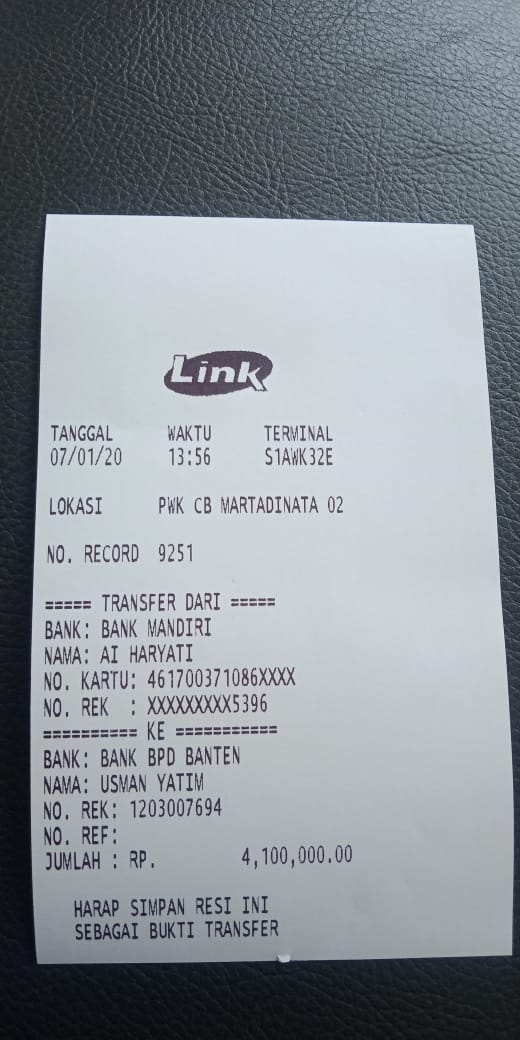 Link
TANGGAL WAKTU TERMINAL
07/01/20 13:56 S1AWK32E
LOKASI PWK CB MARTADINATA 02
NO. RECORD 9251
===== TRANSFER DARI =====
BANK: BANK MANDIRI
NAMA: AI HARYATI
NO. KARTU: 461700371086XXXX
NO. REK : XXXXXXXXX5396
========== KE ===========
BANK: BANK BPD BANTEN
NAMA: USMAN YATIM
NO. REK: 1203007694
NO. REF:
JUMLAH : RP. 4,100,000.00
HARAP SIMPAN RESI INI
SEBAGAI BUKTI TRANSFER